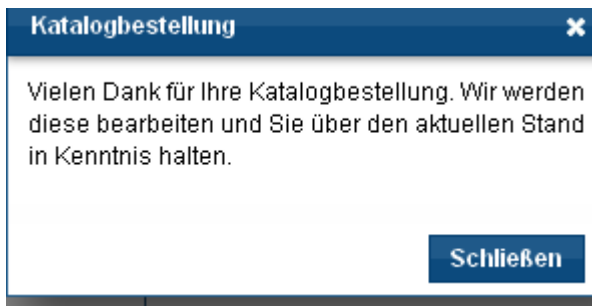 Katalogbestellung
Vielen Dank für Ihre Katalogbestellung. Wir werden
diese bearbeiten und Sie über den aktuellen Stand
in Kenntnis halten.
Schließen